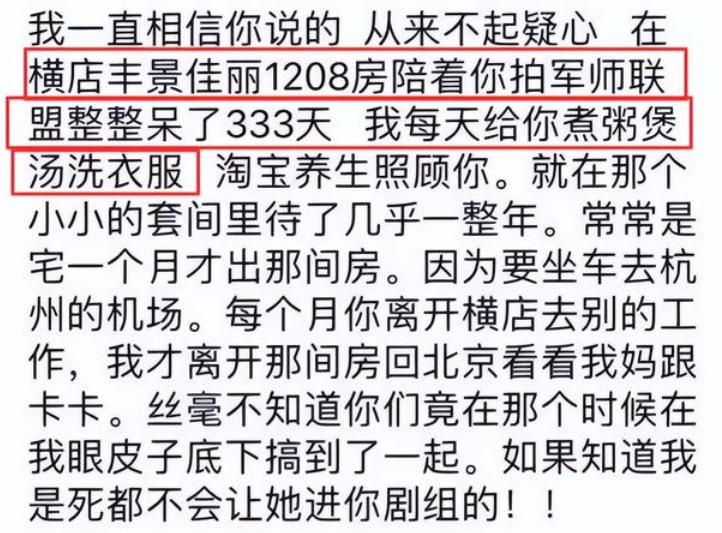 我一直相信你说的 从来不起疑心 在
横店丰景佳丽1208房陪着你拍军师联
盟整整呆了333天 我每天给你煮粥煲
汤洗衣服 淘宝养生照顾你。就在那个
小小的套间里待了几乎一整年。常常是
宅一个月才出那间房。因为要坐车去杭
州的机场。每个月你离开横店去别的工
作，我才离开那间房回北京看看我妈跟
卡卡。丝毫不知道你们竟在那个时候在
我眼皮子底下搞到了一起。如果知道我
是死都不会让她进你剧组的！！